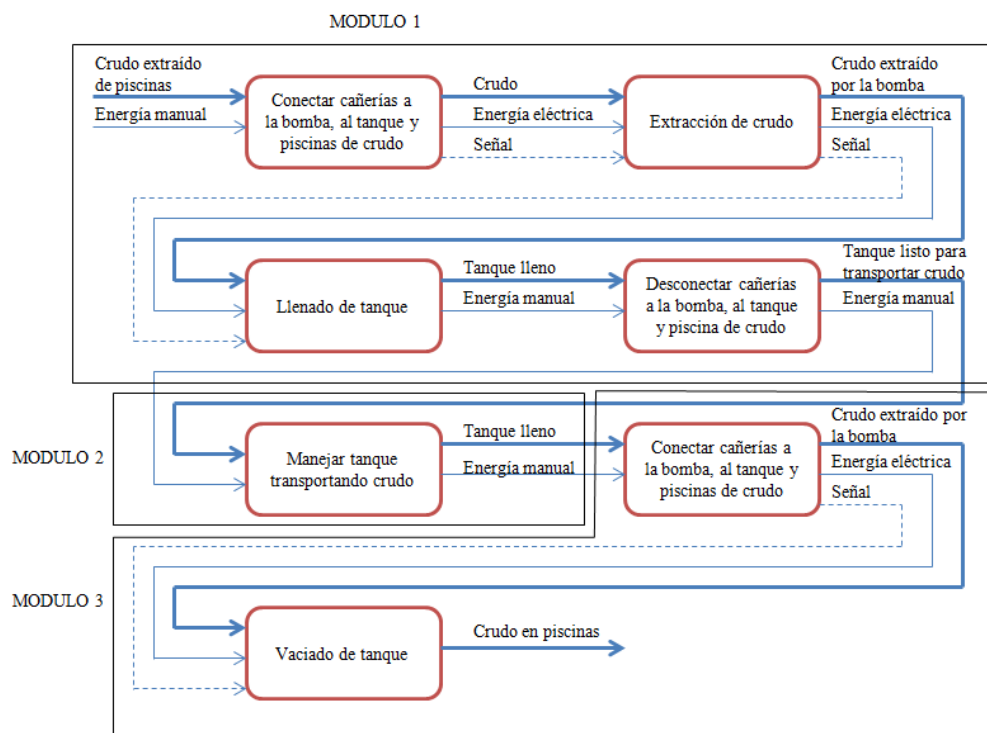 MODULO 1
Crudo extraído
de piscinas
Energía manual
Conectar cañerías a
la bomba, al tanque y
piscinas de crudo
Crudo
Energía eléctrica
Señal
Extracción de crudo
Crudo extraído
por la bomba
Energía eléctrica
Señal
Llenado de tanque
Tanque lleno
Energía manual
Desconectar cañerías
a la bomba, al tanque
y piscina de crudo
Tanque listo para
transportar crudo
Energía manual
MODULO 2
Manejar tanque
transportando crudo
Tanque lleno
Energía manual
Conectar cañerías a
la bomba, al tanque y
piscinas de crudo
Crudo extraído por
la bomba
Energía eléctrica
Señal
MODULO 3
Vaciado de tanque
Crudo en piscinas